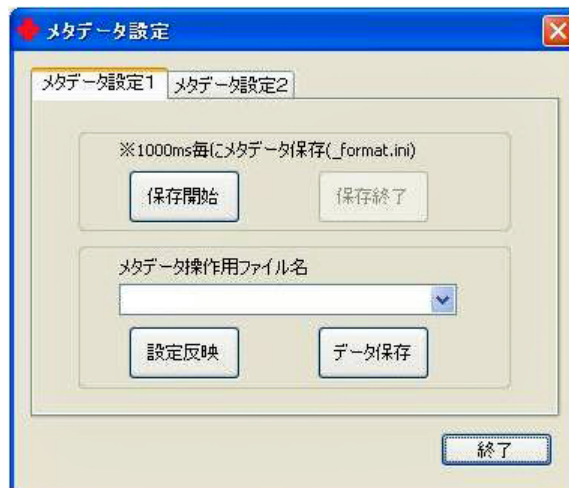 メタデータ設定
メタデータ設定1 メタデータ設定2
※1000ms毎にメタデータ保存(_format.ini)
保存開始 保存終了
メタデータ操作用ファイル名
設定反映 データ保存
終了